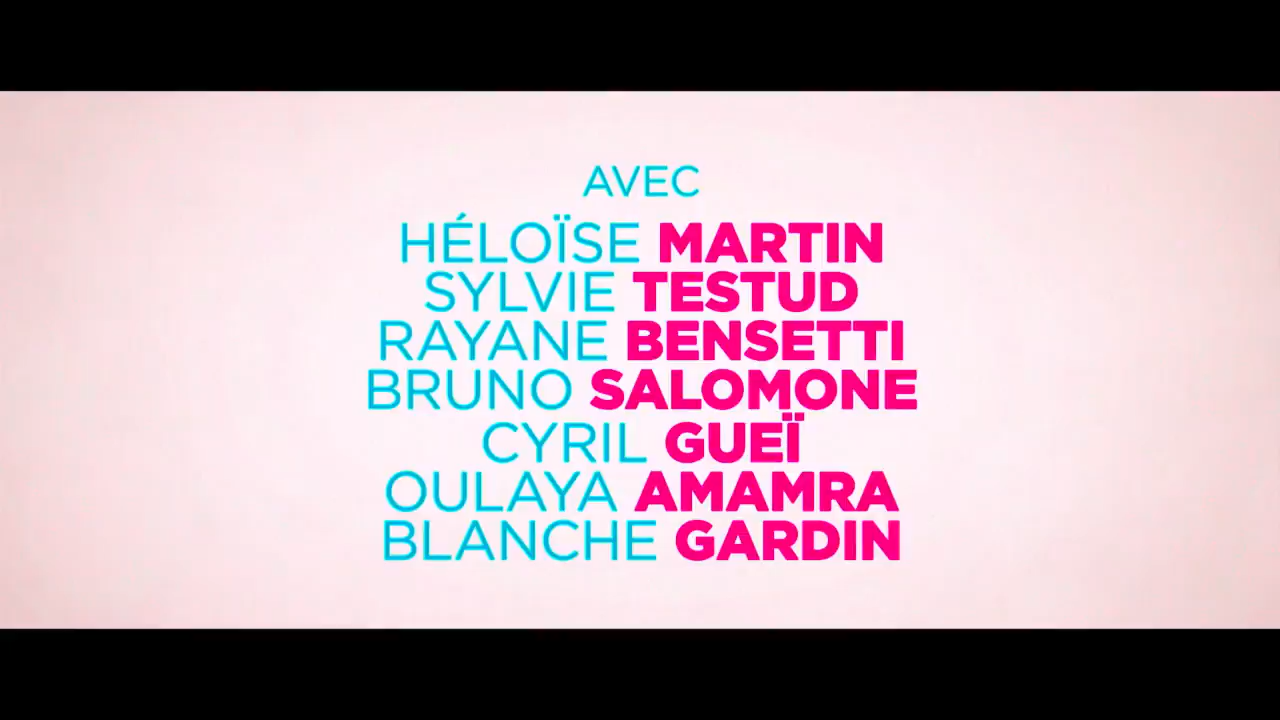 AVEC
HÉLOÏSE MARTIN
SYLVIE TESTUD
RAYANE BENSETTI
BRUNO SALOMONE
CYRIL GUEÏ
OULAYA AMAMRA
BLANCHE GARDIN